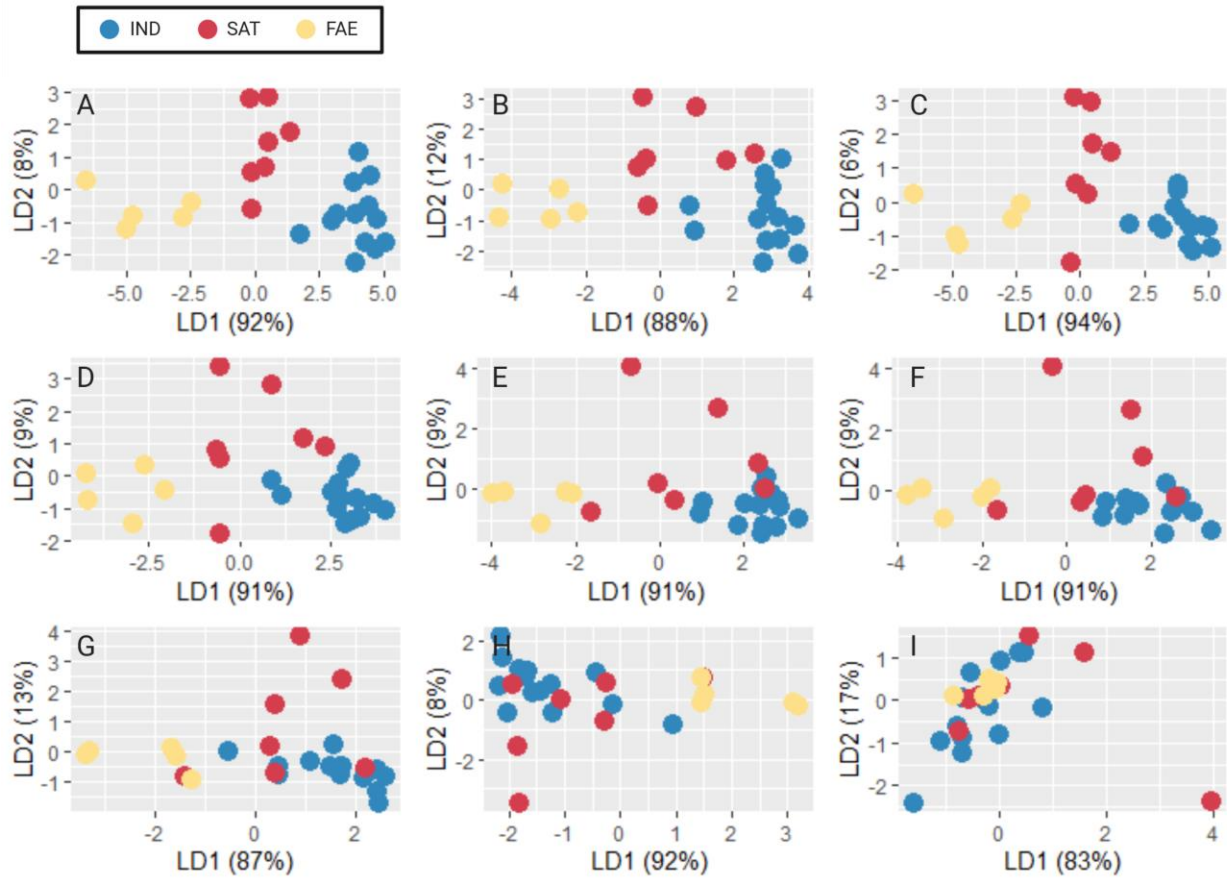 IND SAT FAE
A
3
2
1
0
-1
-2
LD2 (8%)
-5.0 -2.5 0.0 2.5 5.0
LD1 (92%)
B
3
2
1
0
-1
-2
LD2 (12%)
-4 -2 0 2 4
LD1 (88%)
C
3
2
1
0
-1
-2
LD2 (6%)
-5.0 -2.5 0.0 2.5 5.0
LD1 (94%)
D
3
2
1
0
-1
-2
LD2 (9%)
-2.5 0.0 2.5
LD1 (91%)
E
4
2
0
LD2 (9%)
-4 -2 0 2
LD1 (91%)
F
4
2
0
LD2 (9%)
-4 -2 0 2
LD1 (91%)
G
4
3
2
1
0
-1
LD2 (13%)
-2 0 2
LD1 (87%)
H
2
0
-2
LD2 (8%)
-2 -1 0 1 2 3
LD1 (92%)
I
1
0
-1
-2
LD2 (17%)
0 2 4
LD1 (83%)